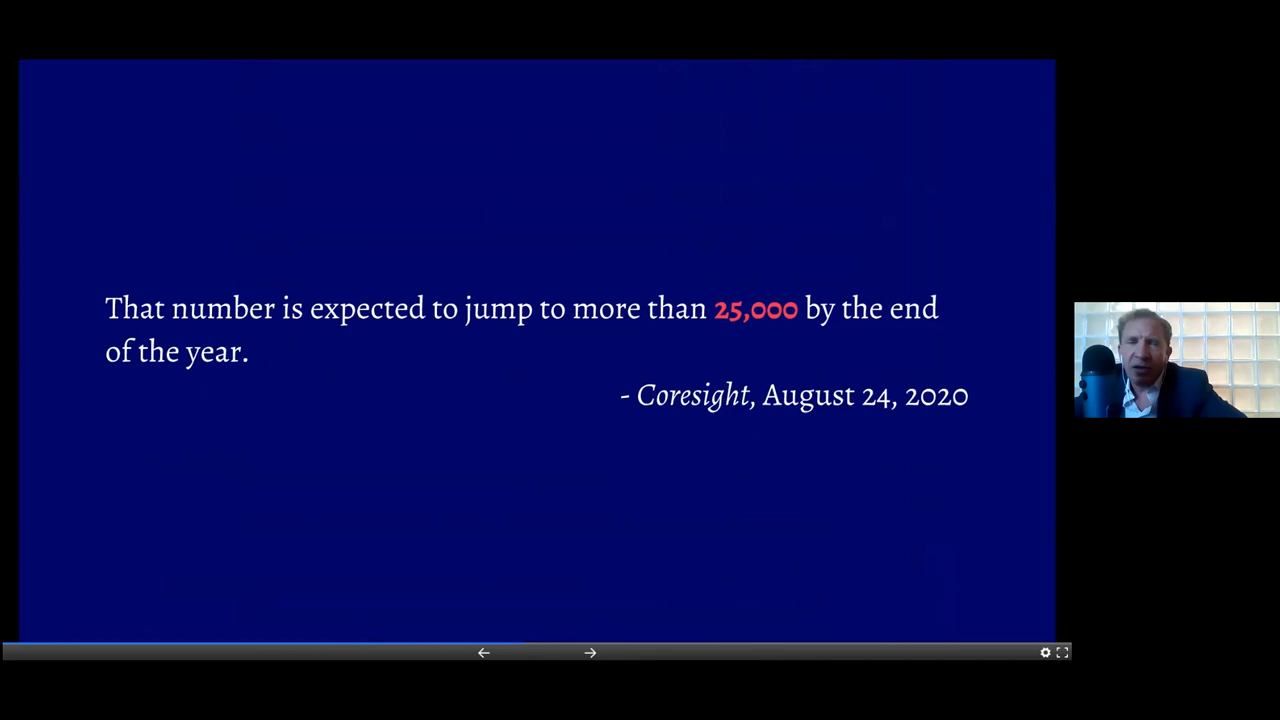 That number is expected to jump to more than 25,000 by the end
of the year.
- Coresight, August 24, 2020